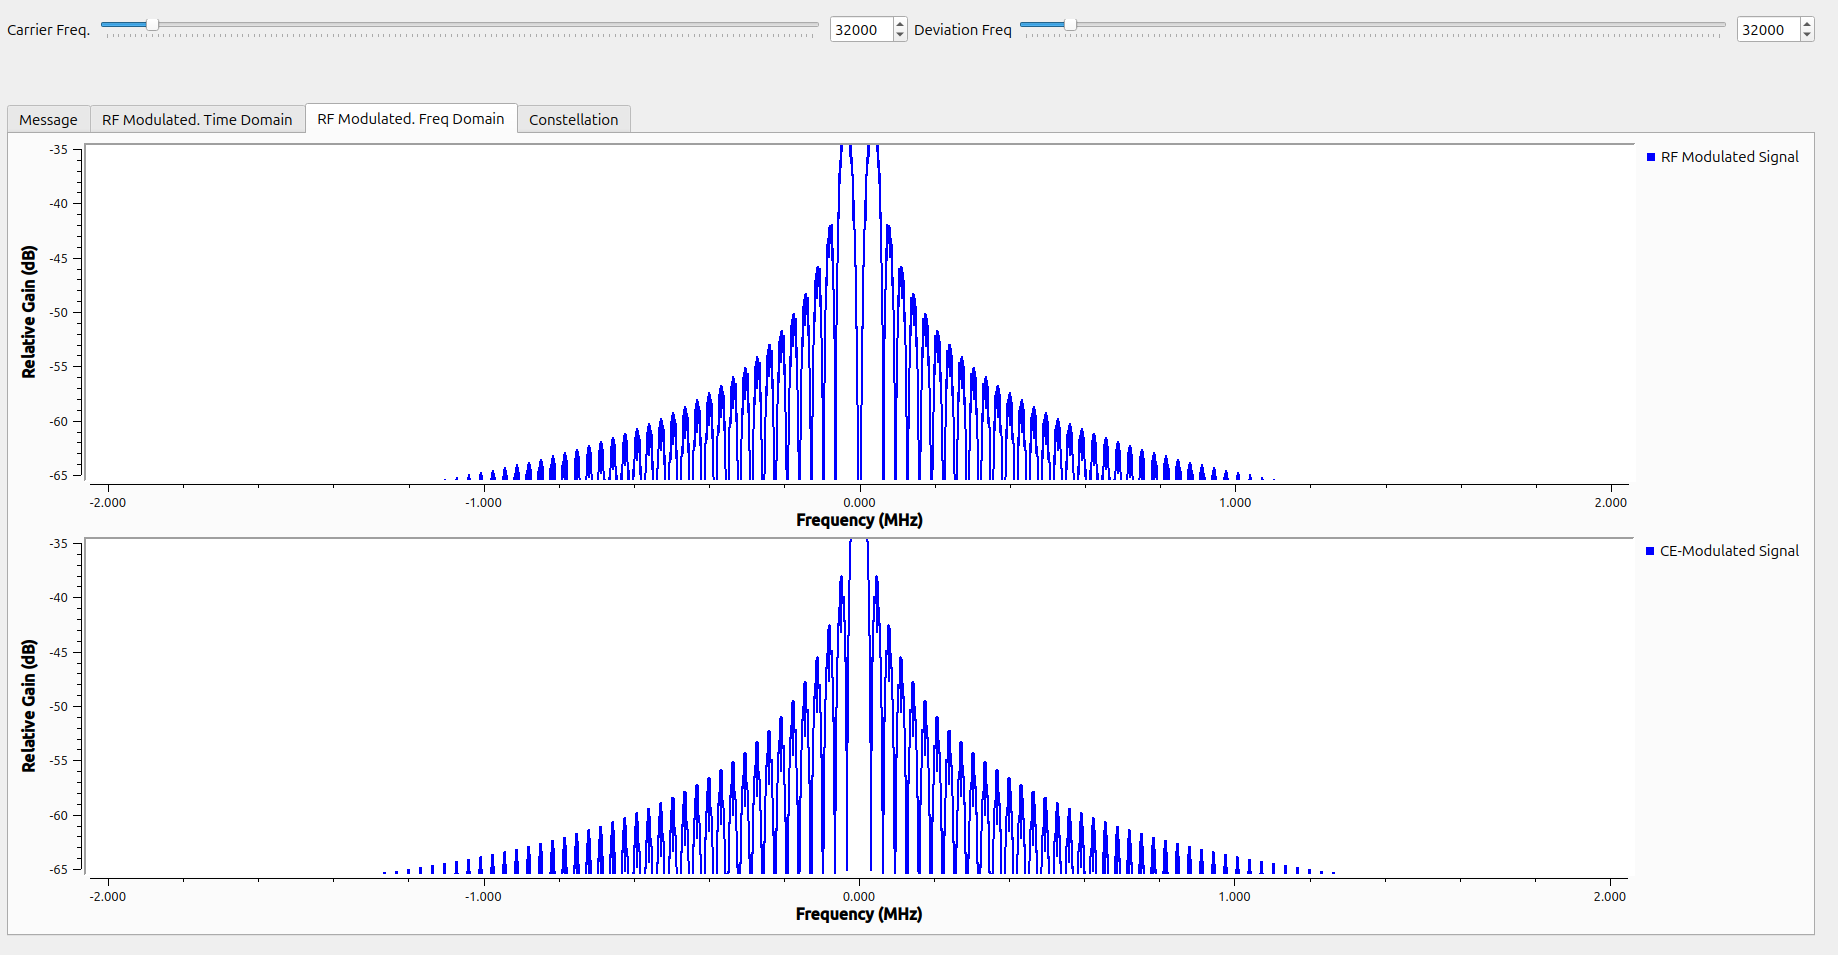 Carrier Freq. 32000 Deviation Freq 32000
Message RF Modulated. Time Domain RF Modulated. Freq Domain Constellation
RF Modulated Signal
Relative Gain (dB)
-35
-40
-45
-50
-55
-60
-65
-2.000 -1.000 0.000 1.000 2.000
Frequency (MHz)
CE-Modulated Signal
Relative Gain (dB)
-35
-40
-45
-50
-55
-60
-65
-2.000 -1.000 0.000 1.000 2.000
Frequency (MHz)